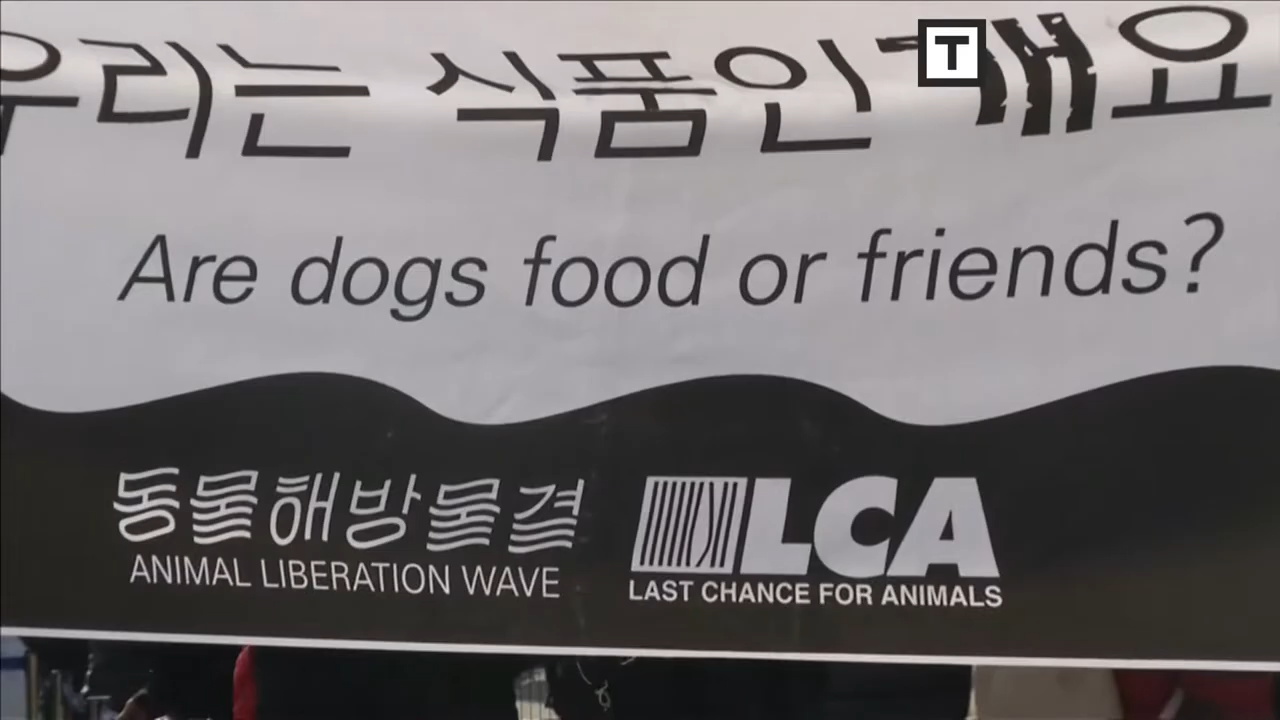 우리는 식품인개요
T
Are dogs food or friends?
동물해방물결
ANIMAL LIBERATION WAVE
LCA
LAST CHANCE FOR ANIMALS